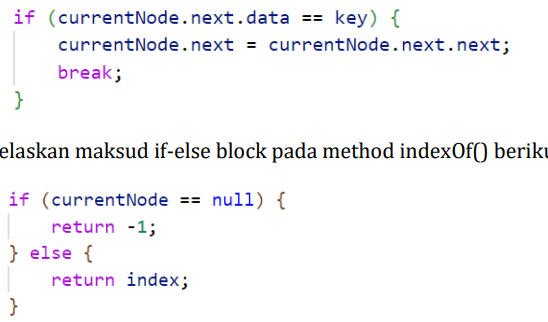 if (currentNode.next.data == key) {
currentNode.next = currentNode.next.next;
break;
}
elaskan maksud if-else block pada method indexOf() beriku
if (currentNode == null) {
return -1;
} else {
return index;
}